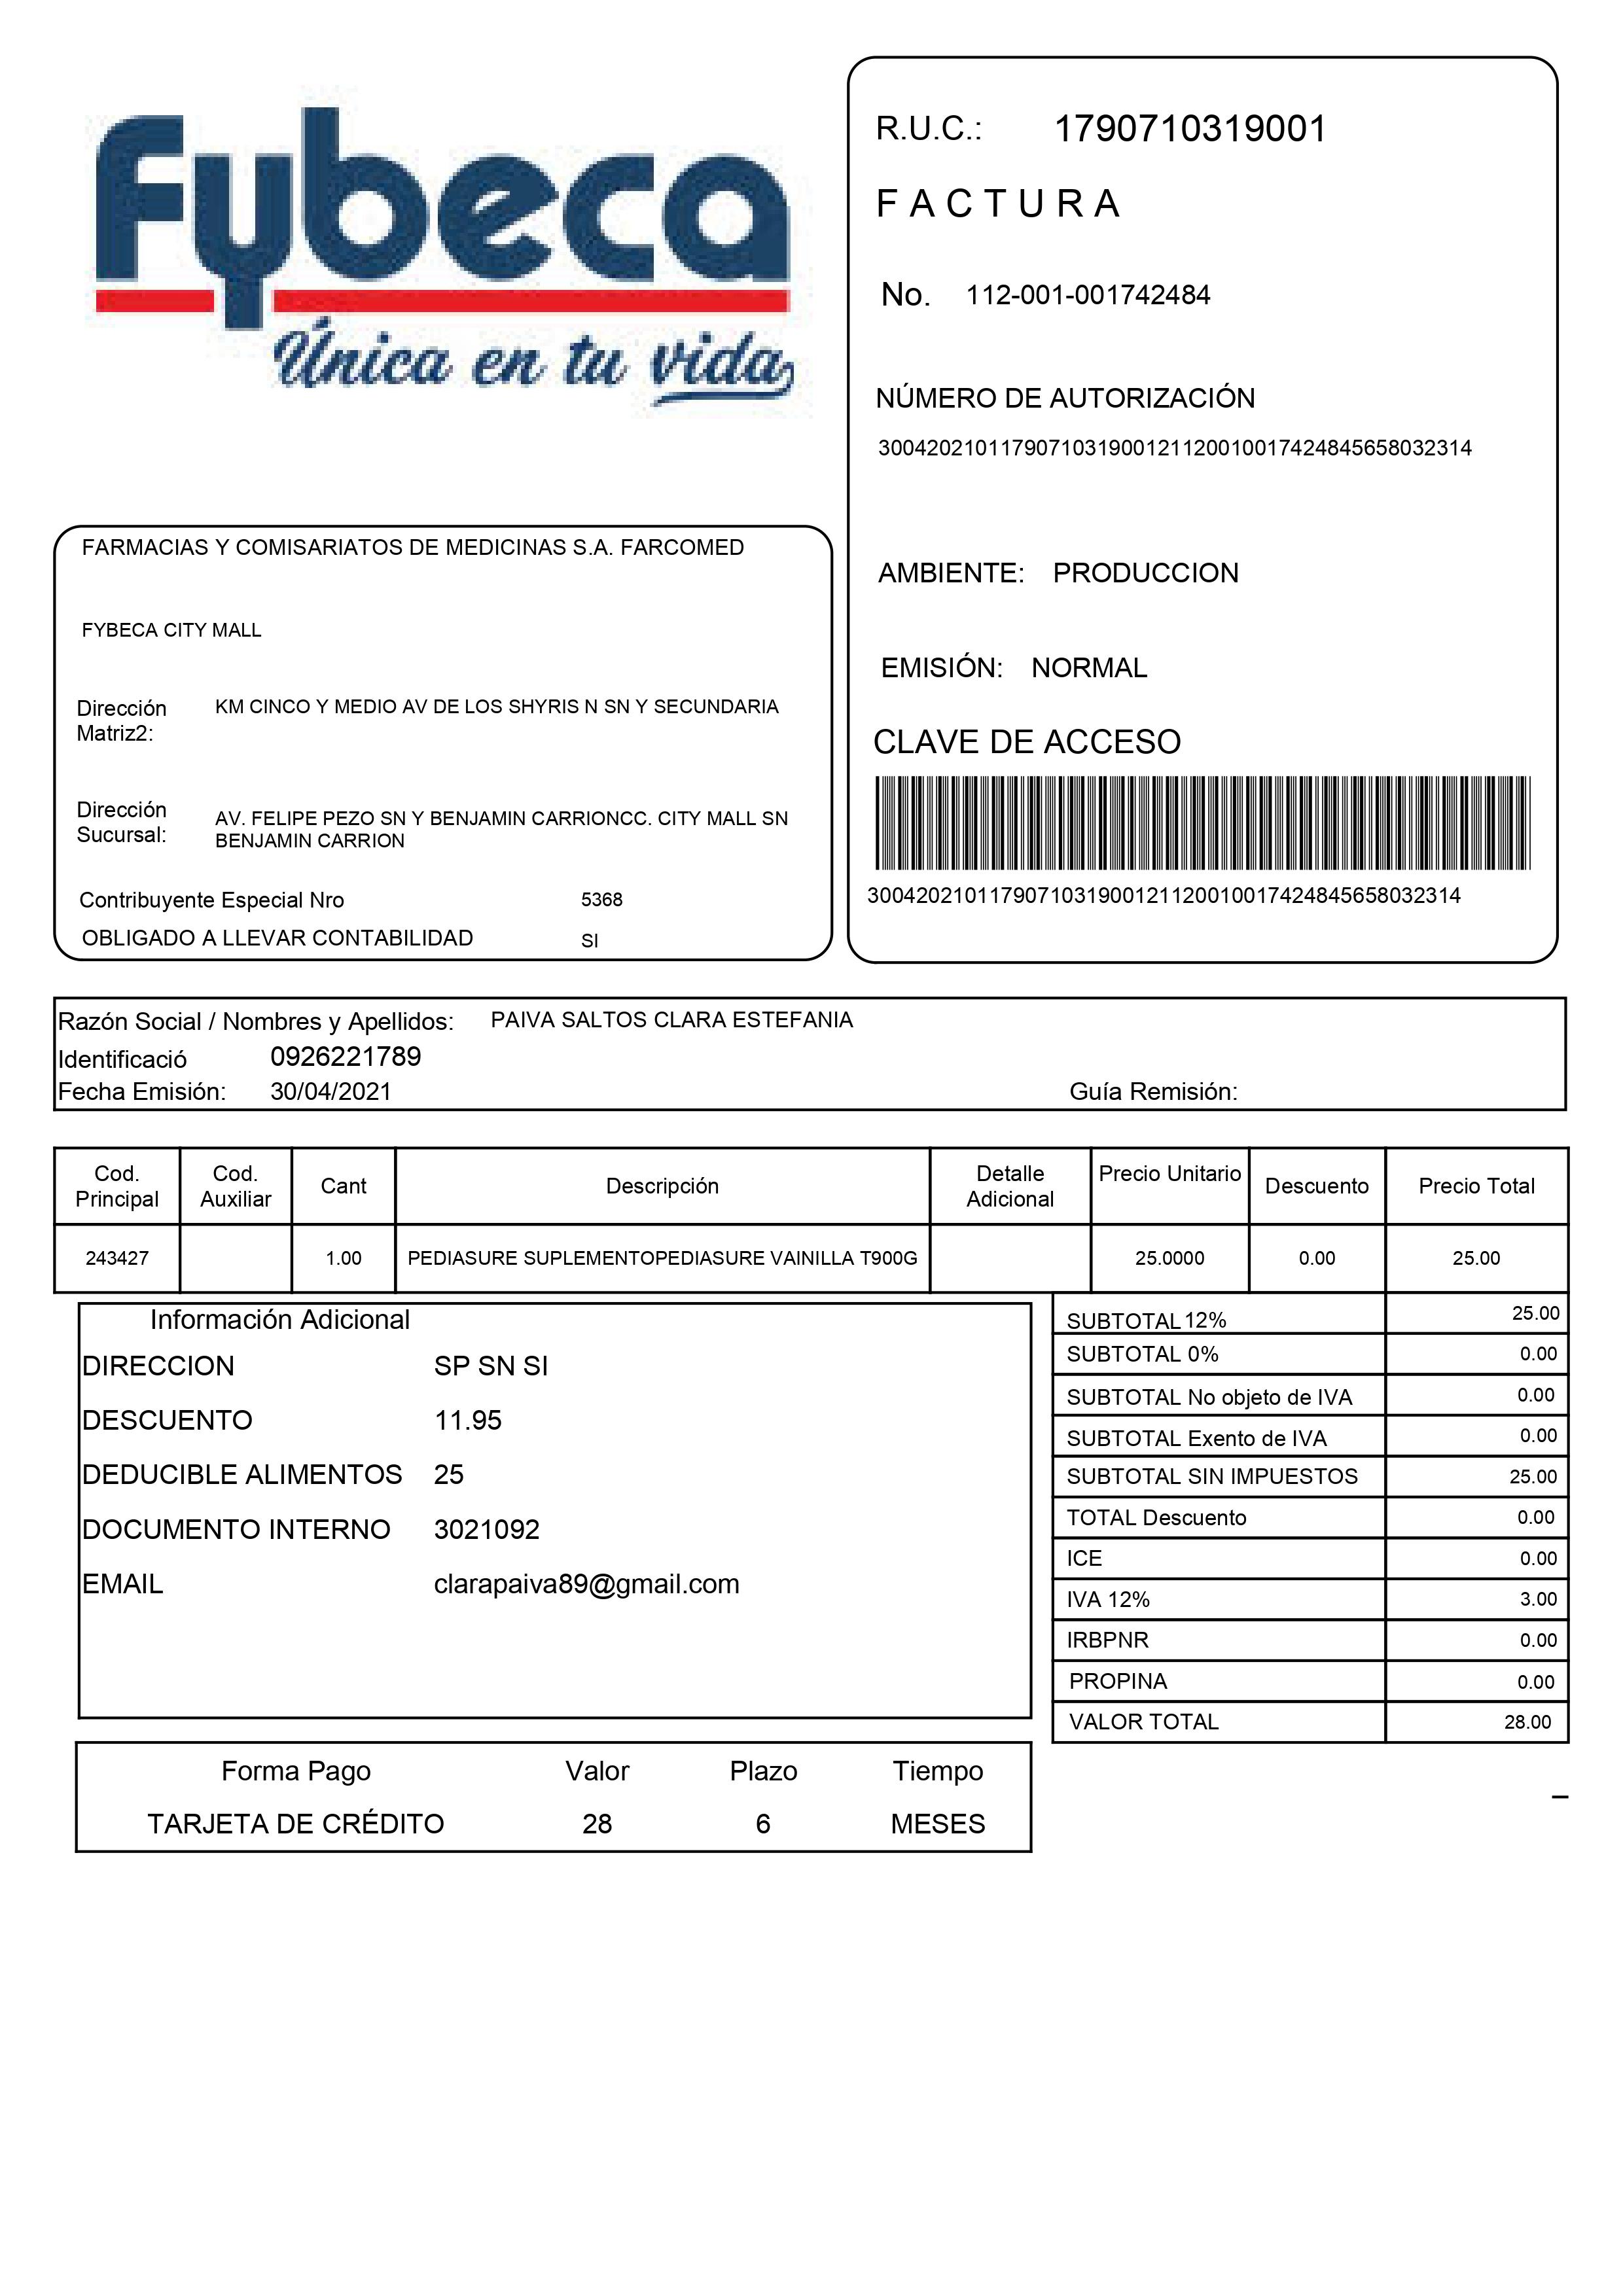 fybeca
Única en tu vida
R.U.C.: 1790710319001
F A C T U R A
No. 112-001-001742484
NÚMERO DE AUTORIZACIÓN
3004202101179071031900121120010017424845658032314
AMBIENTE: PRODUCCION
EMISIÓN: NORMAL
CLAVE DE ACCESO
3004202101179071031900121120010017424845658032314
FARMACIAS Y COMISARIATOS DE MEDICINAS S.A. FARCOMED
FYBECA CITY MALL
Dirección Matriz2: KM CINCO Y MEDIO AV DE LOS SHYRIS N SN Y SECUNDARIA
Dirección Sucursal: AV. FELIPE PEZO SN Y BENJAMIN CARRIONCC. CITY MALL SN
BENJAMIN CARRION
Contribuyente Especial Nro 5368
OBLIGADO A LLEVAR CONTABILIDAD SI
Razón Social / Nombres y Apellidos: PAIVA SALTOS CLARA ESTEFANIA
Identificació 0926221789
Fecha Emisión: 30/04/2021 Guía Remisión:
Cod. Principal Cod. Auxiliar Cant Descripción Detalle Adicional Precio Unitario Descuento Precio Total
243427 1.00 PEDIASURE SUPLEMENTOPEDIASURE VAINILLA T900G 25.0000 0.00 25.00
Información Adicional
DIRECCION SP SN SI
DESCUENTO 11.95
DEDUCIBLE ALIMENTOS 25
DOCUMENTO INTERNO 3021092
EMAIL clarapaiva89@gmail.com
SUBTOTAL 12% 25.00
SUBTOTAL 0% 0.00
SUBTOTAL No objeto de IVA 0.00
SUBTOTAL Exento de IVA 0.00
SUBTOTAL SIN IMPUESTOS 25.00
TOTAL Descuento 0.00
ICE 0.00
IVA 12% 3.00
IRBPNR 0.00
PROPINA 0.00
VALOR TOTAL 28.00
Forma Pago Valor Plazo Tiempo
TARJETA DE CRÉDITO 28 6 MESES